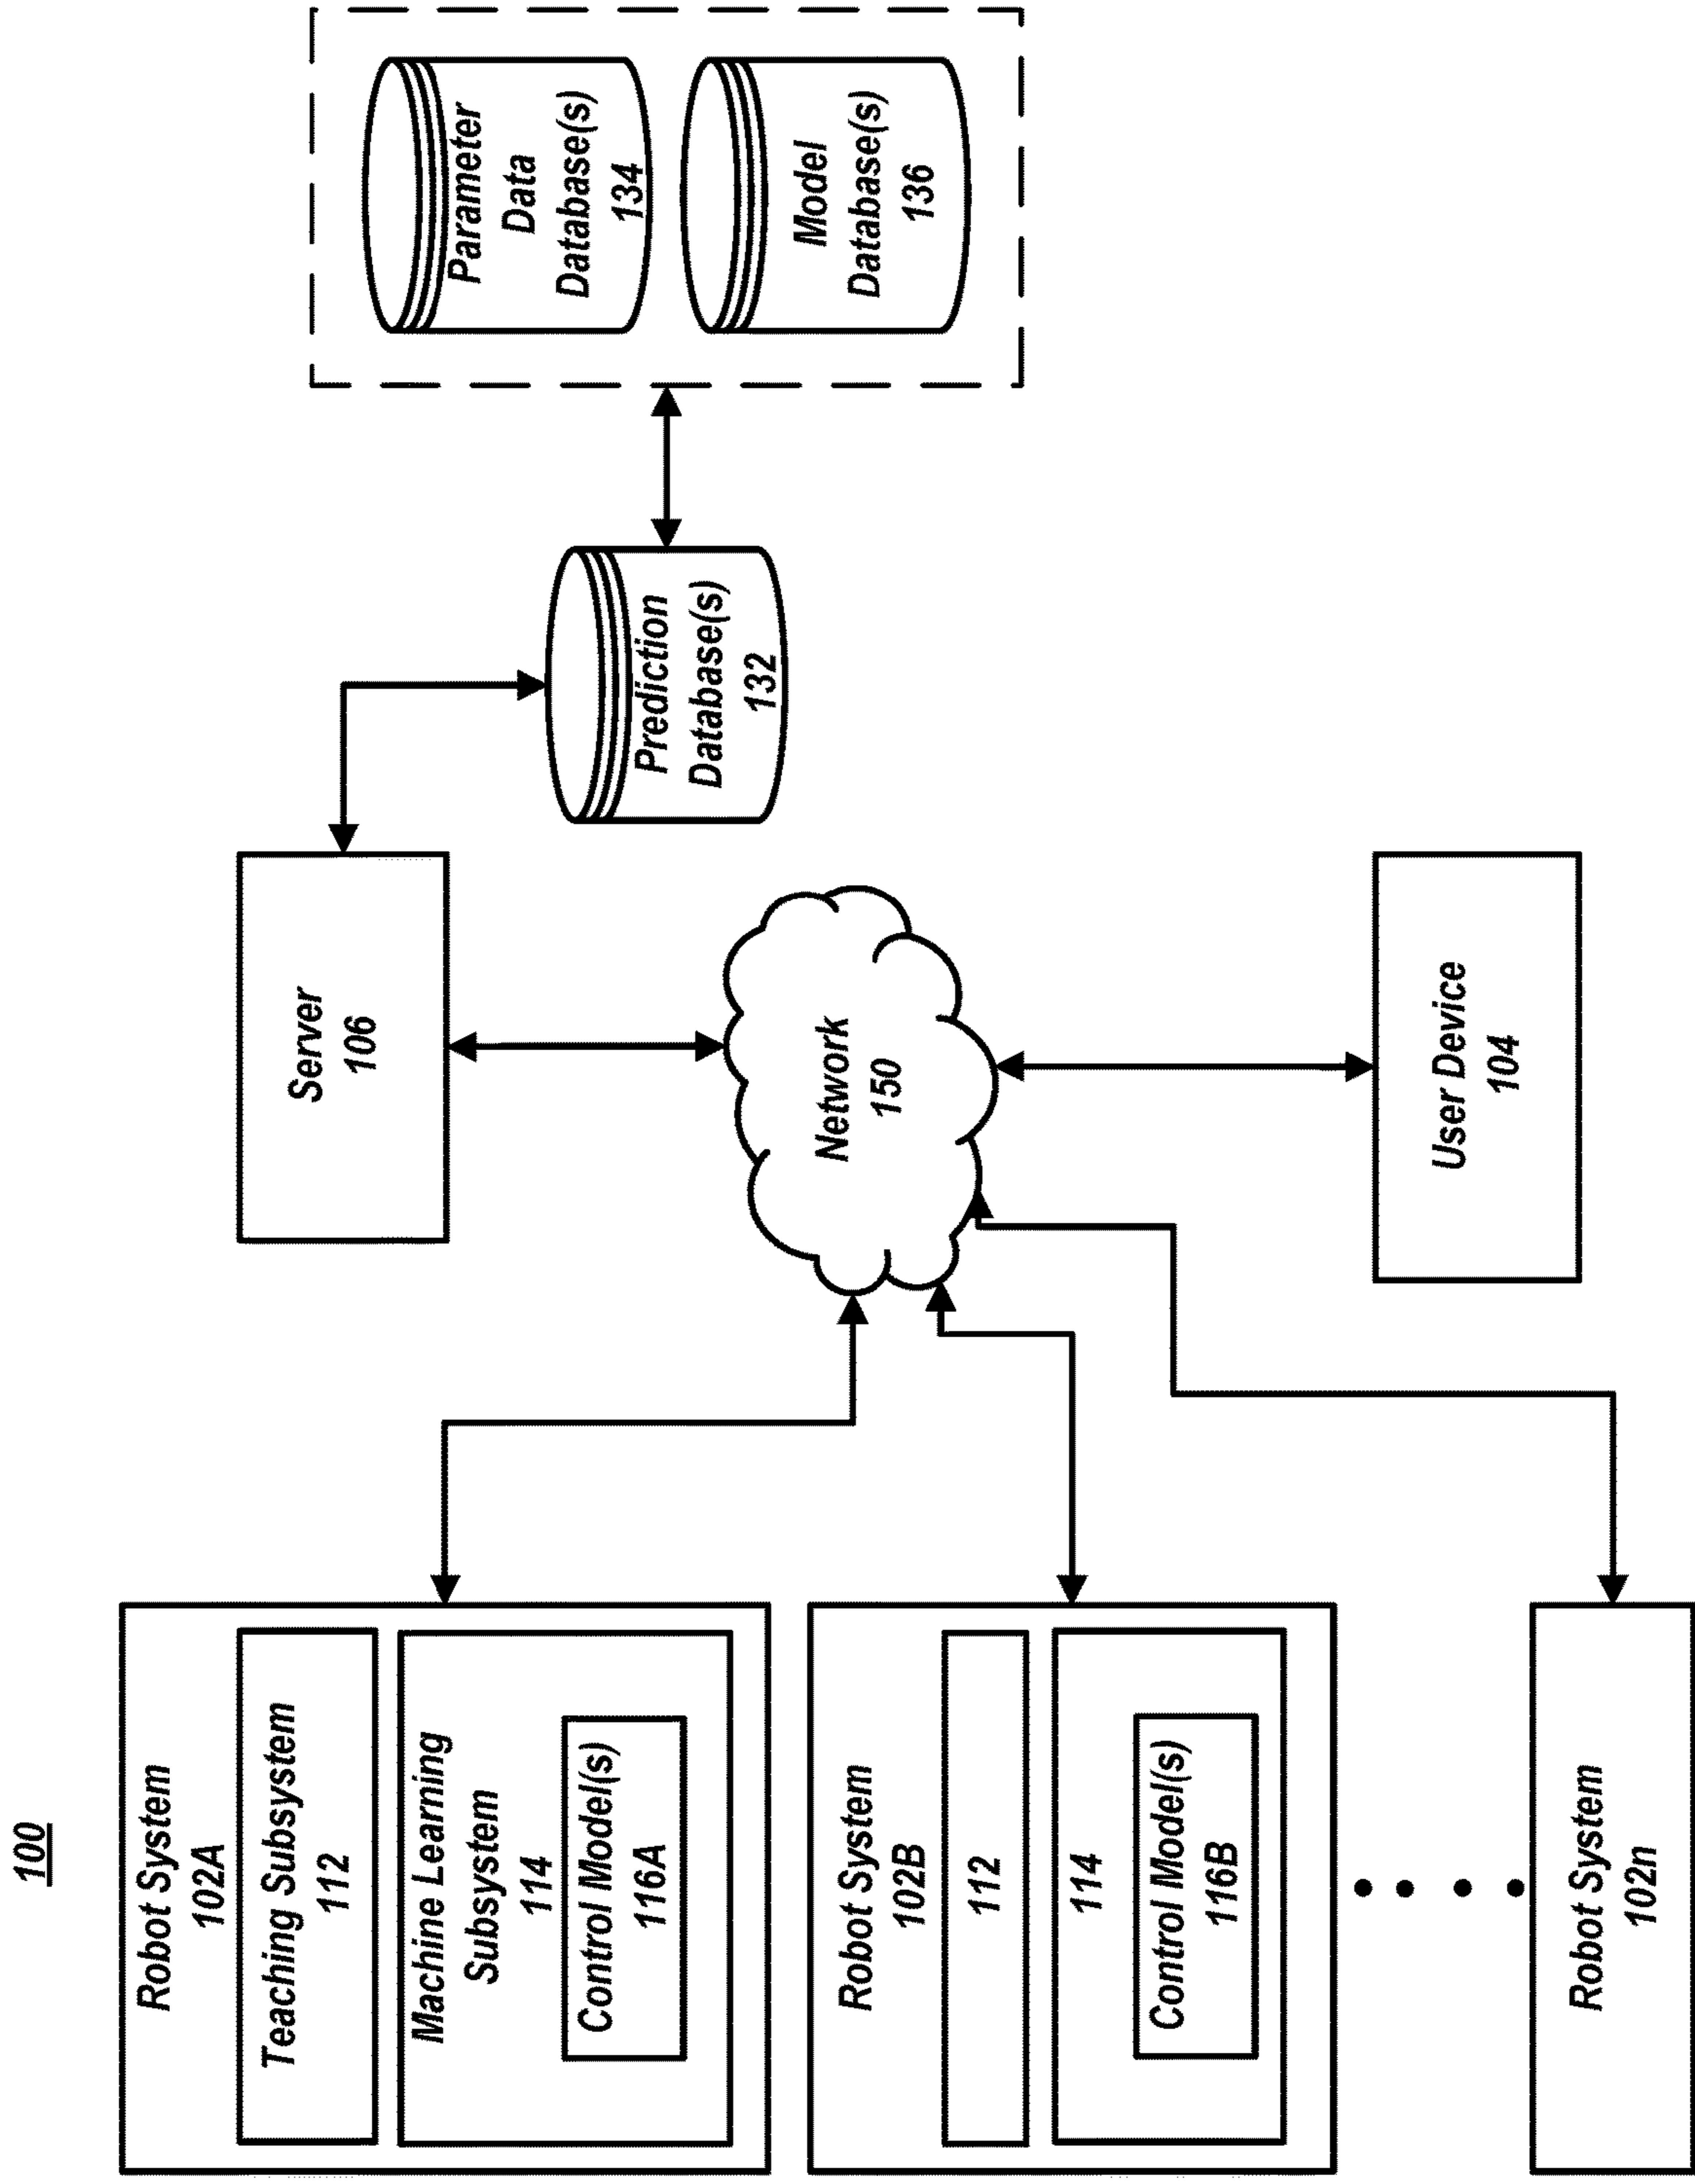 100
Robot System
102A
Teaching Subsystem
112
Machine Learning
Subsystem
114
Control Model(s)
116A
Robot System
102B
112
114
Control Model(s)
116B
Robot System
102n
Server
106
Network
150
User Device
104
Prediction
Database(s)
132
Parameter
Data
Database(s)
134
Model
Database(s)
136